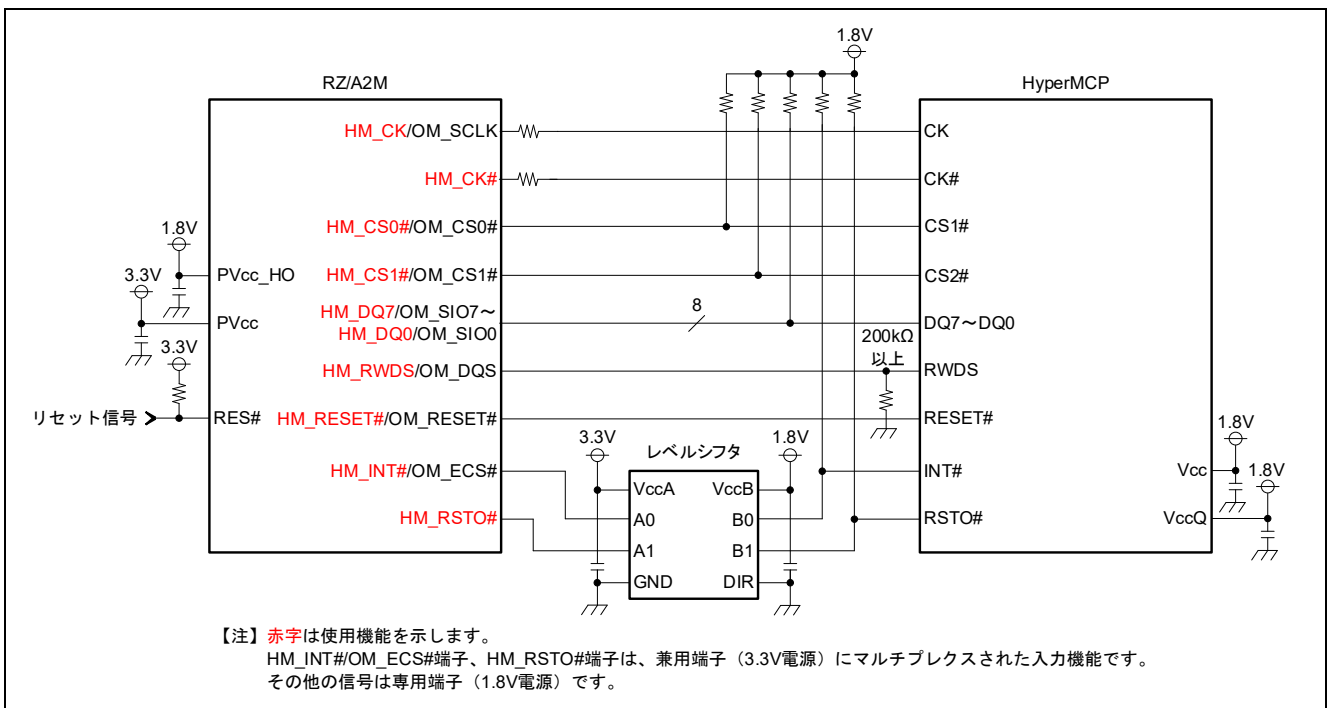 1.8V
RZ/A2M
HyperMCP
HM_CK/OM_SCLK
CK
HM_CK#
CK#
1.8V
HM_CS0#/OM_CS0#
CS1#
3.3V
PVcc_HO
HM_CS1#/OM_CS1#
CS2#
HM_DQ7/OM_SIO7～
HM_DQ0/OM_SIO0
8
DQ7～DQ0
PVcc
200kΩ
以上
3.3V
HM_RWDS/OM_DQS
RWDS
リセット信号
RES#
HM_RESET#/OM_RESET#
RESET#
3.3V
レベルシフタ
1.8V
1.8V
HM_INT#/OM_ECS#
VccA
VccB
INT#
Vcc
1.8V
HM_RSTO#
A0
B0
RSTO#
VccQ
A1
B1
GND
DIR
【注】赤字は使用機能を示します。
HM_INT#/OM_ECS#端子、HM_RSTO#端子は、兼用端子（3.3V電源）にマルチプレクスされた入力機能です。
その他の信号は専用端子（1.8V電源）です。